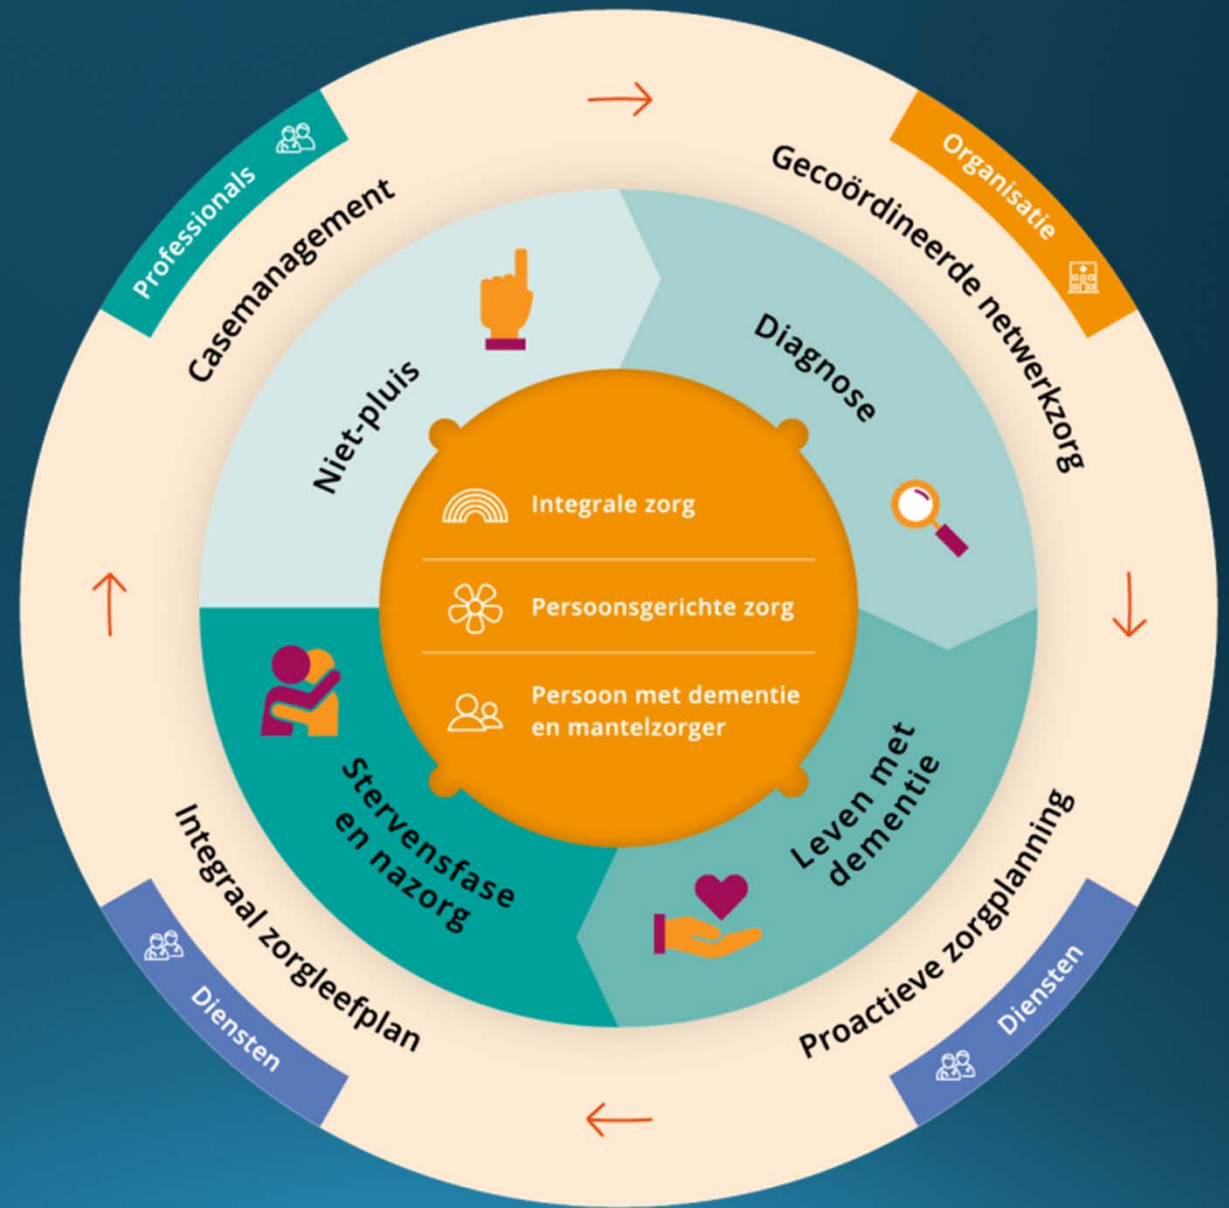 Professionals
Casemanagement
Organisatie
Gecoördineerde netwerkzorg
Niet-pluis
Diagnose
Integrale zorg
Persoonsgerichte zorg
Persoon met dementie
en mantelzorger
Leven met
dementie
Stervensfase
en nazorg
Proactieve zorgplanning
Diensten
Integraal zorgleefplan
Diensten